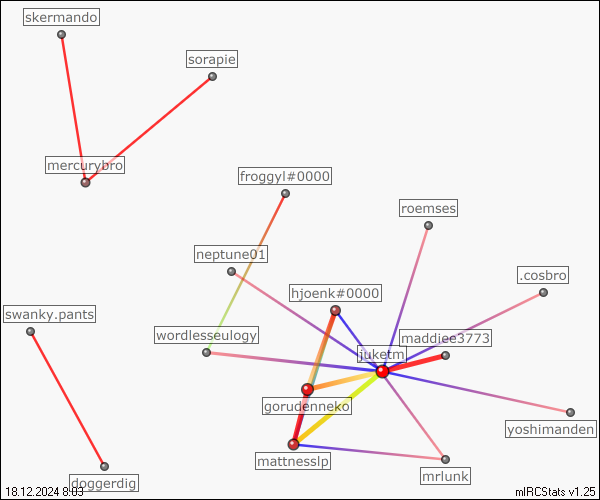 skermando
sorapie
mercurybro
froggyl#0000
roemses
neptune01
.cosbro
hjoenk#0000
swanky.pants
wordlesseulogy
maddiee3773
juketm
gorudenneko
yoshimanden
mattnesslp
mrlunk
doggerdig
18.12.2024 8:03
mIRCStats v1.25